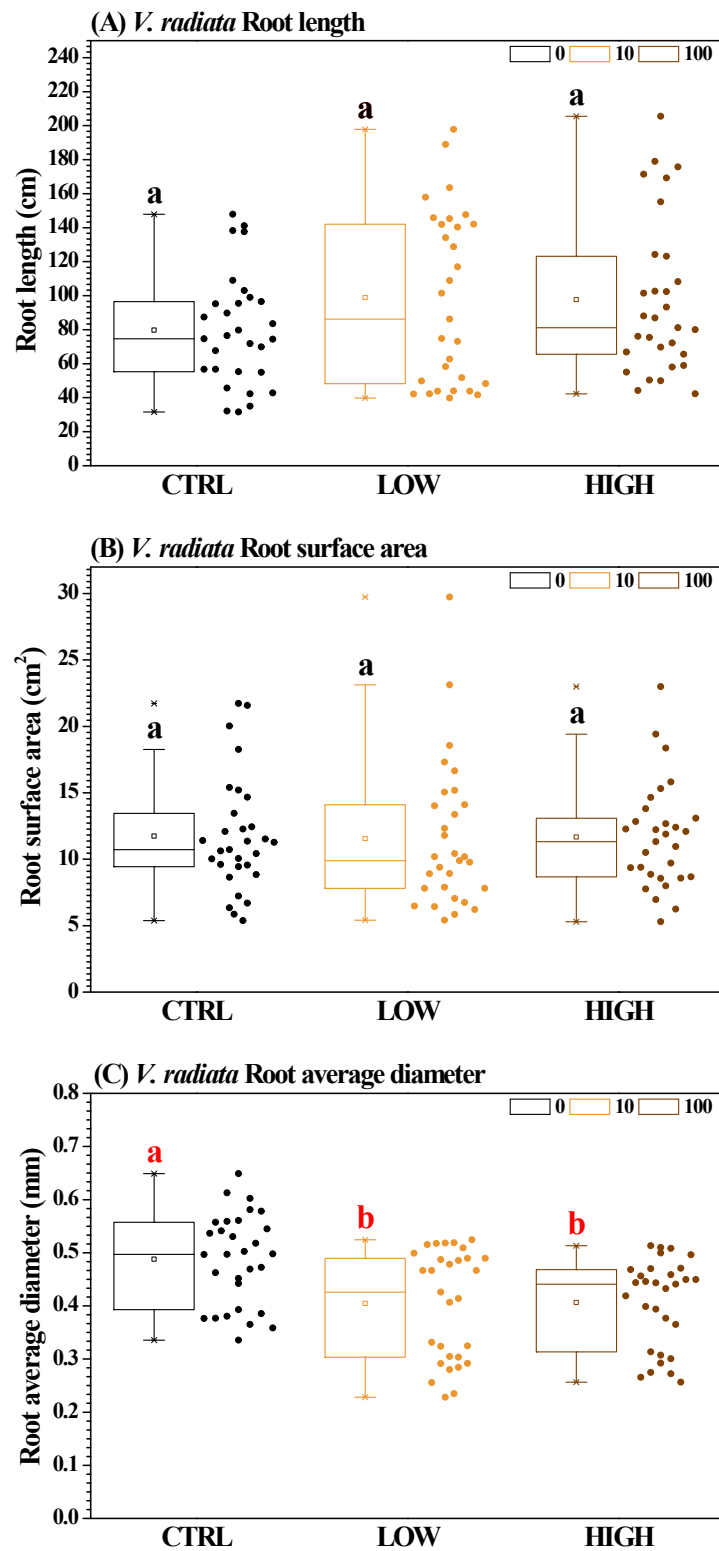 (A) V. radiata Root length
0 10 100
240
220
200
180
160
140
120
100
80
60
40
20
0
Root length (cm)
a
a
a
CTRL LOW HIGH
(B) V. radiata Root surface area
0 10 100
30
25
20
15
10
5
0
Root surface area (cm²)
a
a
a
CTRL LOW HIGH
(C) V. radiata Root average diameter
0 10 100
0.8
0.7
0.6
0.5
0.4
0.3
0.2
0.1
0.0
Root average diameter (mm)
a
b
b
CTRL LOW HIGH